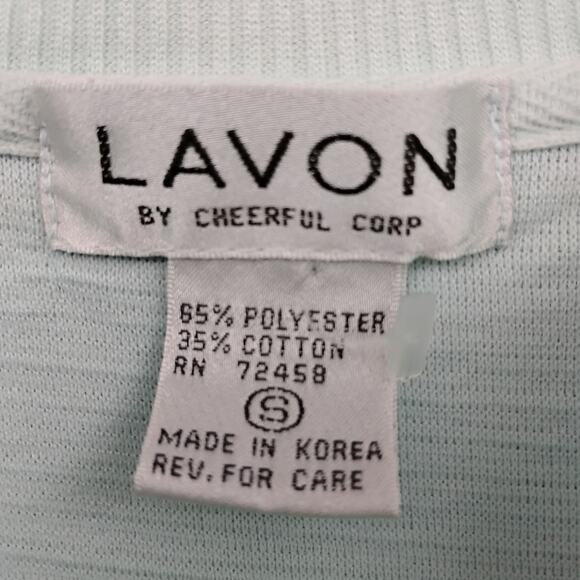 LAVON
BY CHEERFUL CORP
65% POLYESTER
35% COTTON
RN 72458
S
MADE IN KOREA
REV. FOR CARE